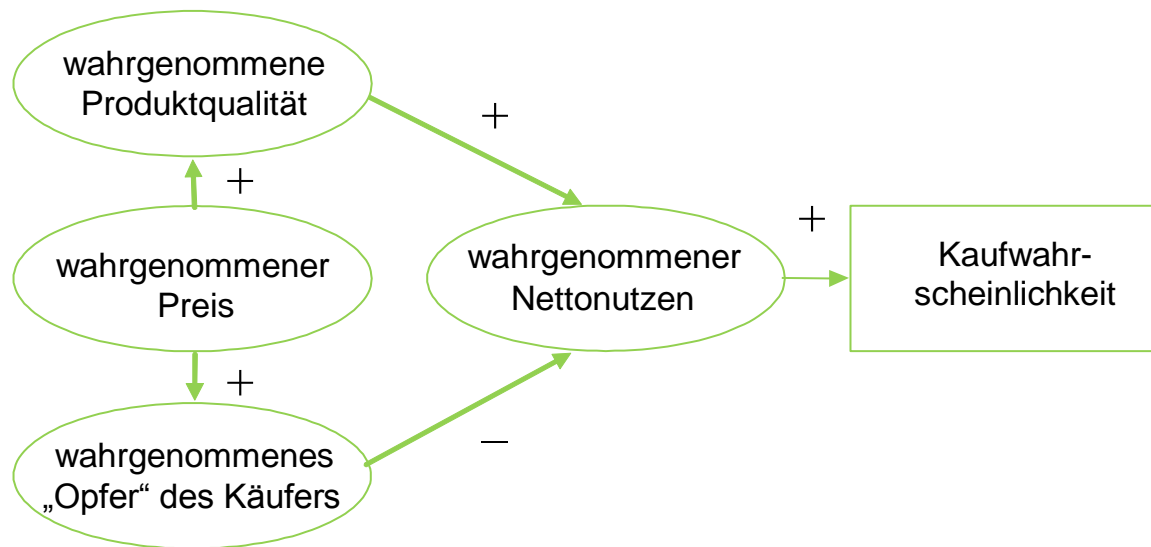 wahrgenommene
Produktqualität
+
+
wahrgenommener
Preis
wahrgenommener
Nettonutzen
+
Kaufwahr-
scheinlichkeit
+
–
wahrgenommenes
„Opfer“ des Käufers